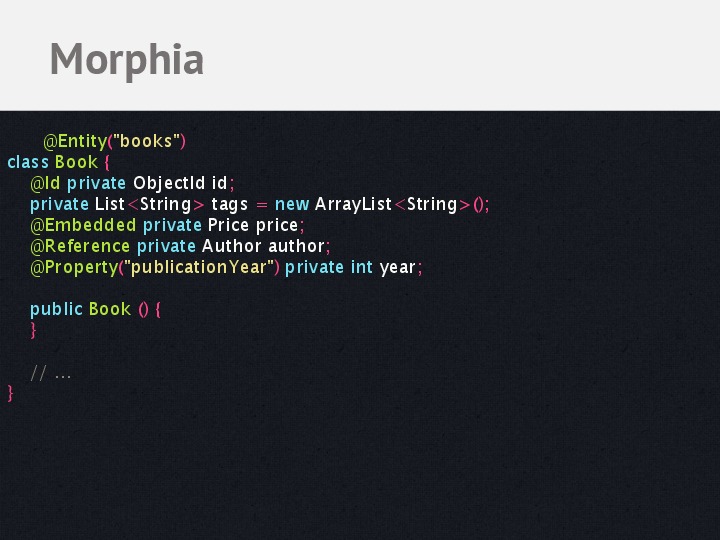 Morphia
@Entity("books")
class Book {
@Id private ObjectId id;
private List<String> tags = new ArrayList<String>();
@Embedded private Price price;
@Reference private Author author;
@Property("publicationYear") private int year;
public Book () {
}
// ...
}